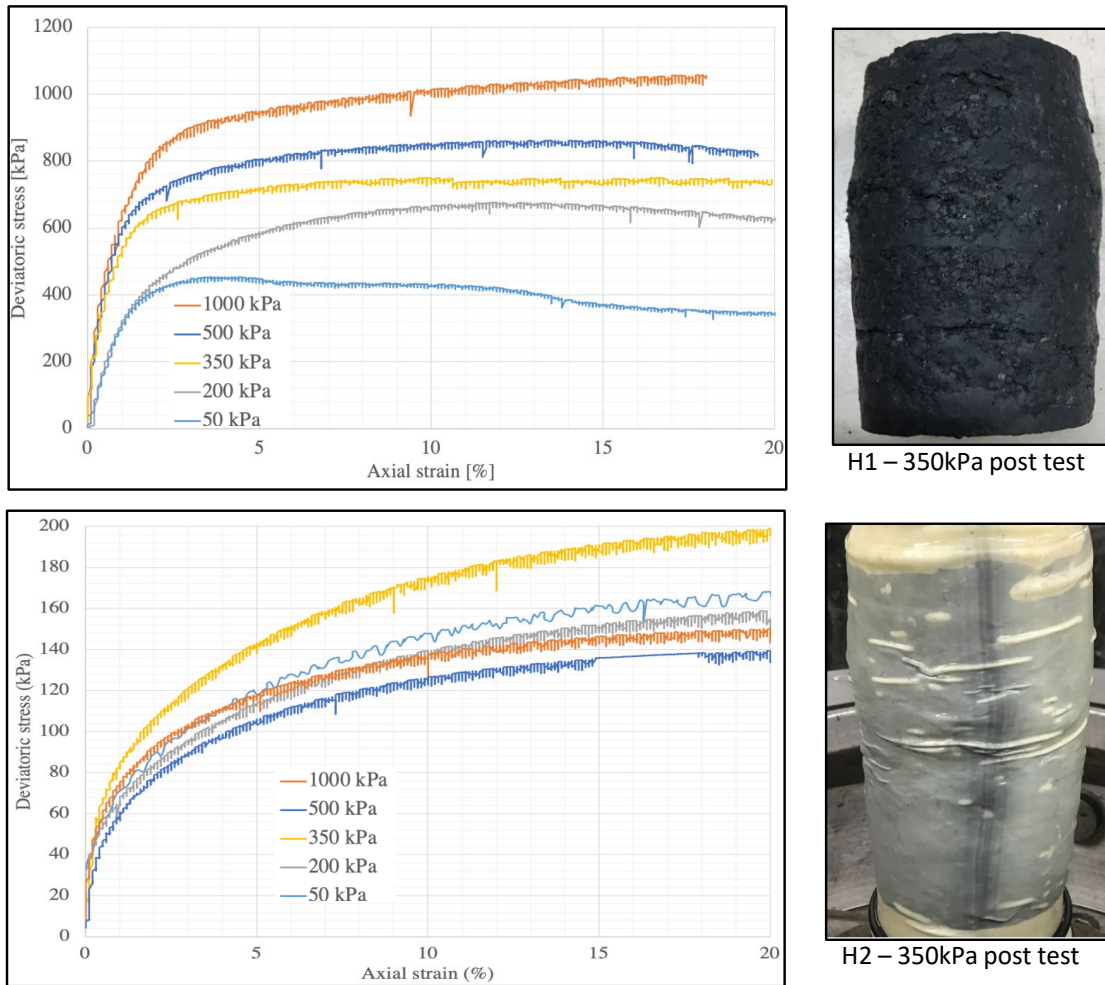 1200
1000
800
600
400
200
0
Deviatoric stress [kPa]
1000 kPa
500 kPa
350 kPa
200 kPa
50 kPa
0 5 10 15 20
Axial strain [%]
H1 – 350kPa post test
200
180
160
140
120
100
80
60
40
20
0
Deviatoric stress (kPa)
1000 kPa
500 kPa
350 kPa
200 kPa
50 kPa
0 5 10 15 20
Axial strain (%)
H2 – 350kPa post test